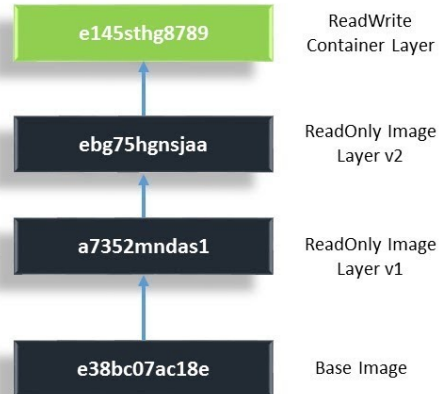 e145sthg8789
ReadWrite
Container Layer
ebg75hgnsjaa
ReadOnly Image
Layer v2
a7352mndas1
ReadOnly Image
Layer v1
e38bc07ac18e
Base Image